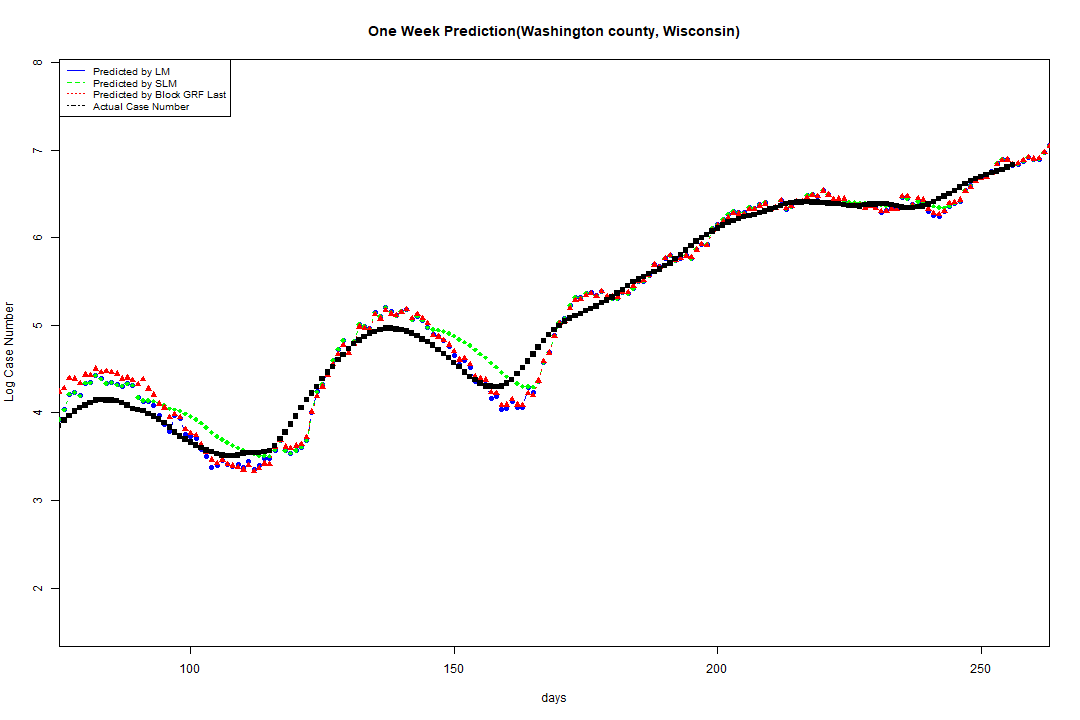 One Week Prediction(Washington county, Wisconsin)
Predicted by LM
Predicted by SLM
Predicted by Block GRF Last
Actual Case Number
8
7
6
5
4
3
2
Log Case Number
100 150 200 250
days